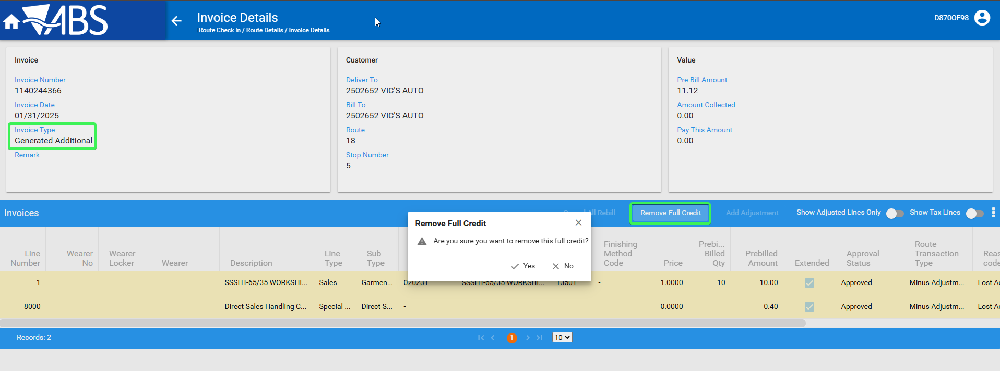 ABS
Invoice Details
Route Check In / Route Details / Invoice Details
D870OF98
Invoice
Invoice Number
1140244366
Invoice Date
01/31/2025
Invoice Type
Generated Additional
Remark
Customer
Deliver To
2502652 VIC'S AUTO
Bill To
2502652 VIC'S AUTO
Route
18
Stop Number
5
Value
Pre Bill Amount
11.12
Amount Collected
0.00
Pay This Amount
0.00
Invoices
Cancel All Rebill
Remove Full Credit
Add Adjustment
Show Adjusted Lines Only
Show Tax Lines
Remove Full Credit
Are you sure you want to remove this full credit?
Yes
No
Line Number
Wearer No
Wearer Locker
Wearer
Description
Line Type
Sub Type
Finishing Method Code
Price
Prebi... Billed Qty
Prebilled Amount
Extended
Approval Status
Route Transaction Type
Reas code
1 SSSHT-65/35 WORKSHI... Sales Garmen... 020231 SSSHT-65/35 WORKSHI... 13501 - 1.0000 10 10.00 Approved Minus Adjustm... Lost Ac
8000 Direct Sales Handling C... Special ... Direct S... - 0.0000 0.40 Approved Minus Adjustm... Lost Ac
Records: 2
1
10